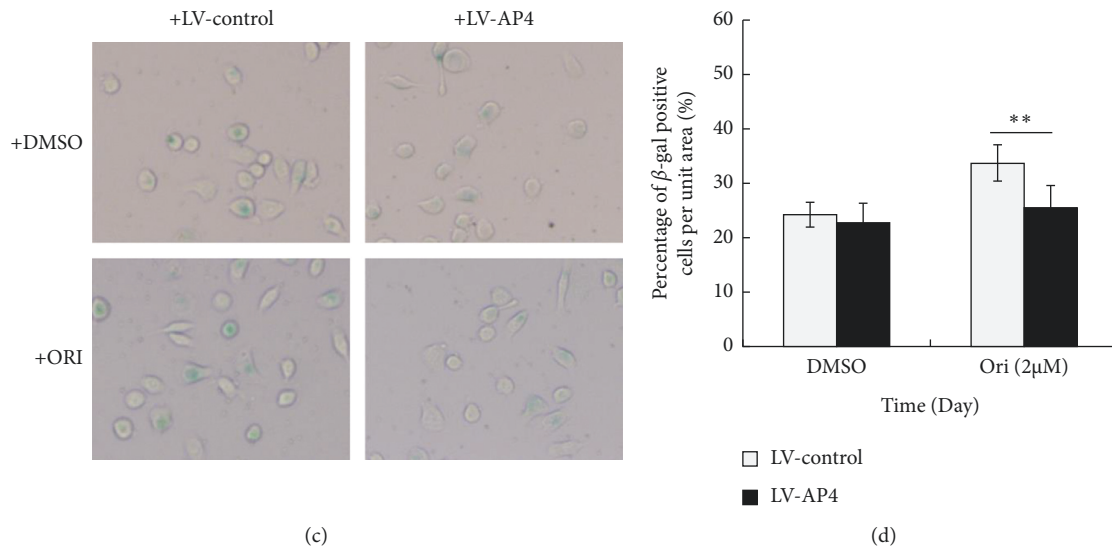 +LV-control +LV-AP4
+DMSO
+ORI
(c)
Percentage of β-gal positive
cells per unit area (%)
60
50
40
30
20
10
0
**
DMSO Ori (2μM)
Time (Day)
LV-control
LV-AP4
(d)